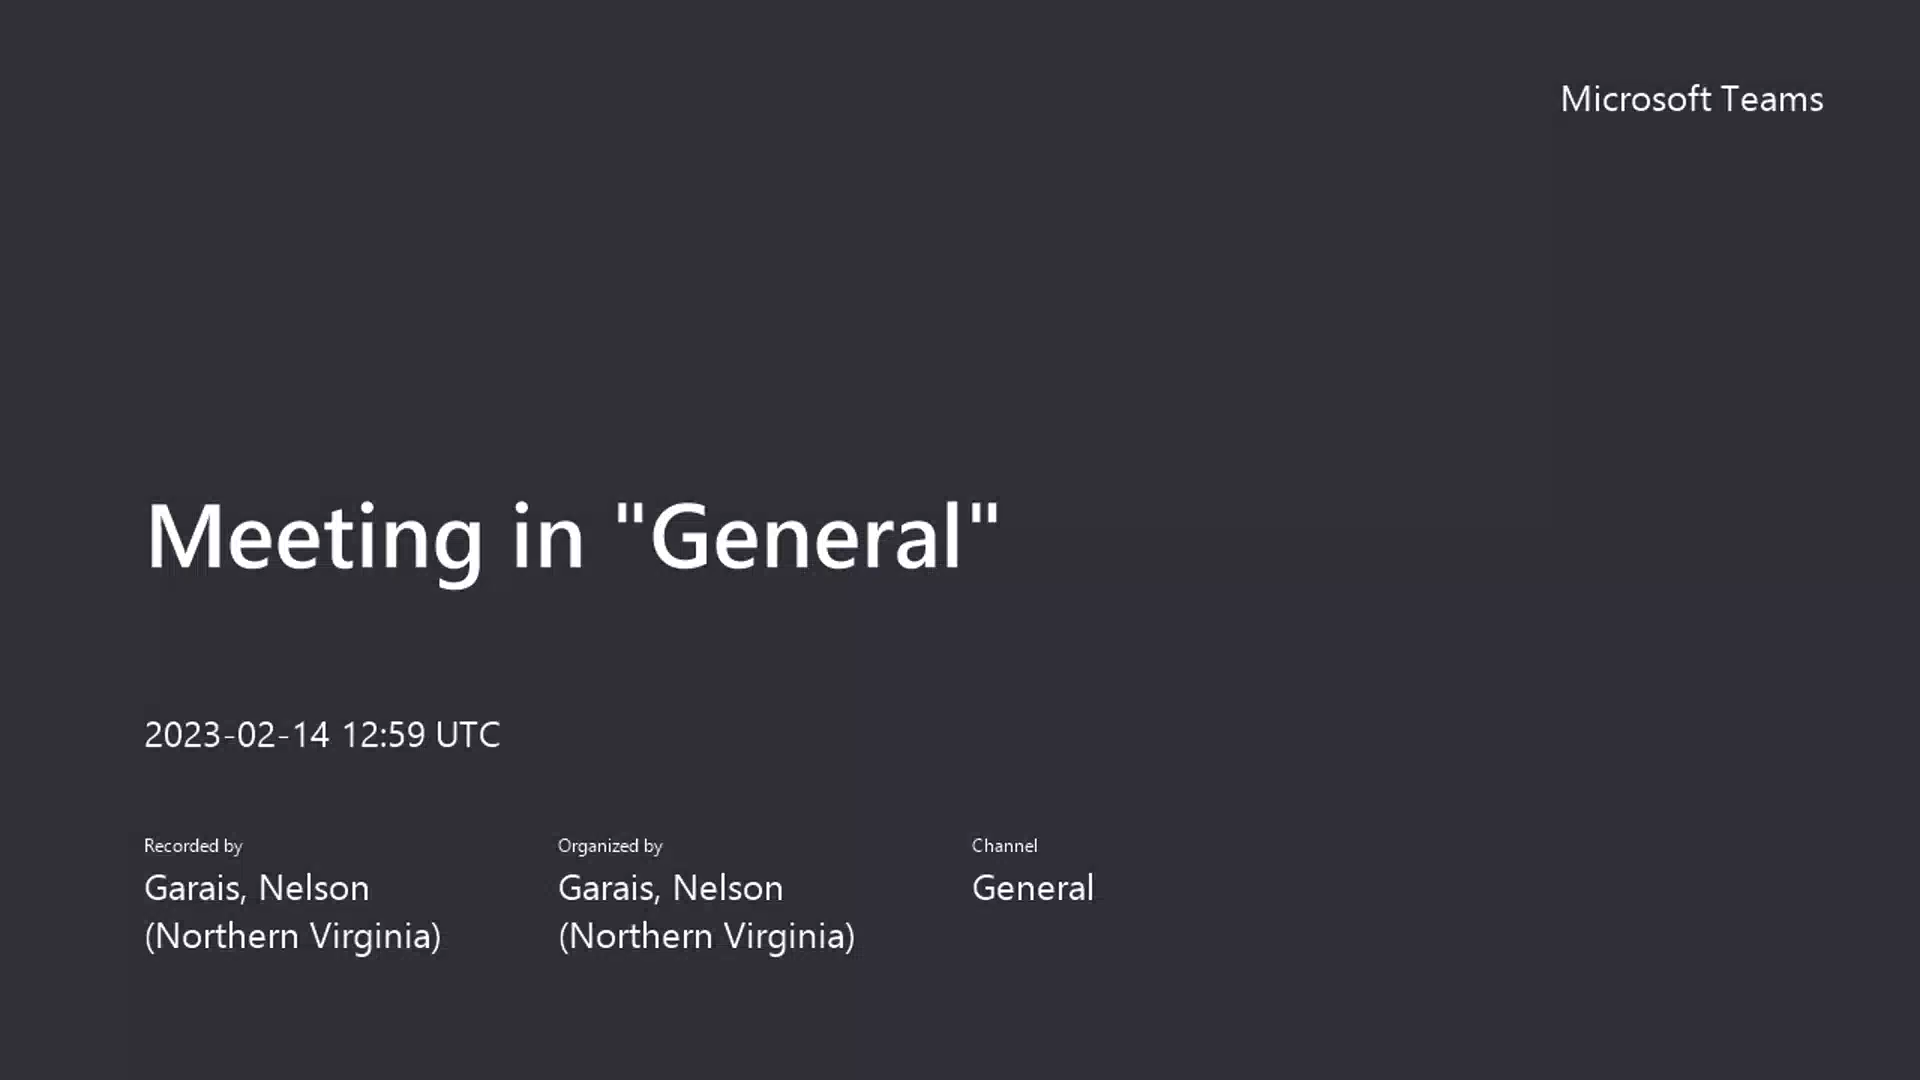 Microsoft Teams
Meeting in "General"
2023-02-14 12:59 UTC
Recorded by
Garais, Nelson
(Northern Virginia)
Organized by
Garais, Nelson
(Northern Virginia)
Channel
General